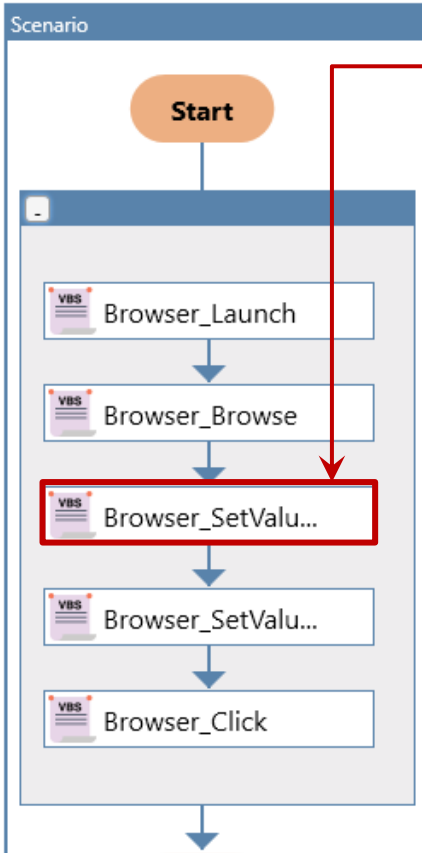 Scenario
Start
-
VBS
Browser_Launch
VBS
Browser_Browse
VBS
Browser_SetValu...
VBS
Browser_SetValu...
VBS
Browser_Click